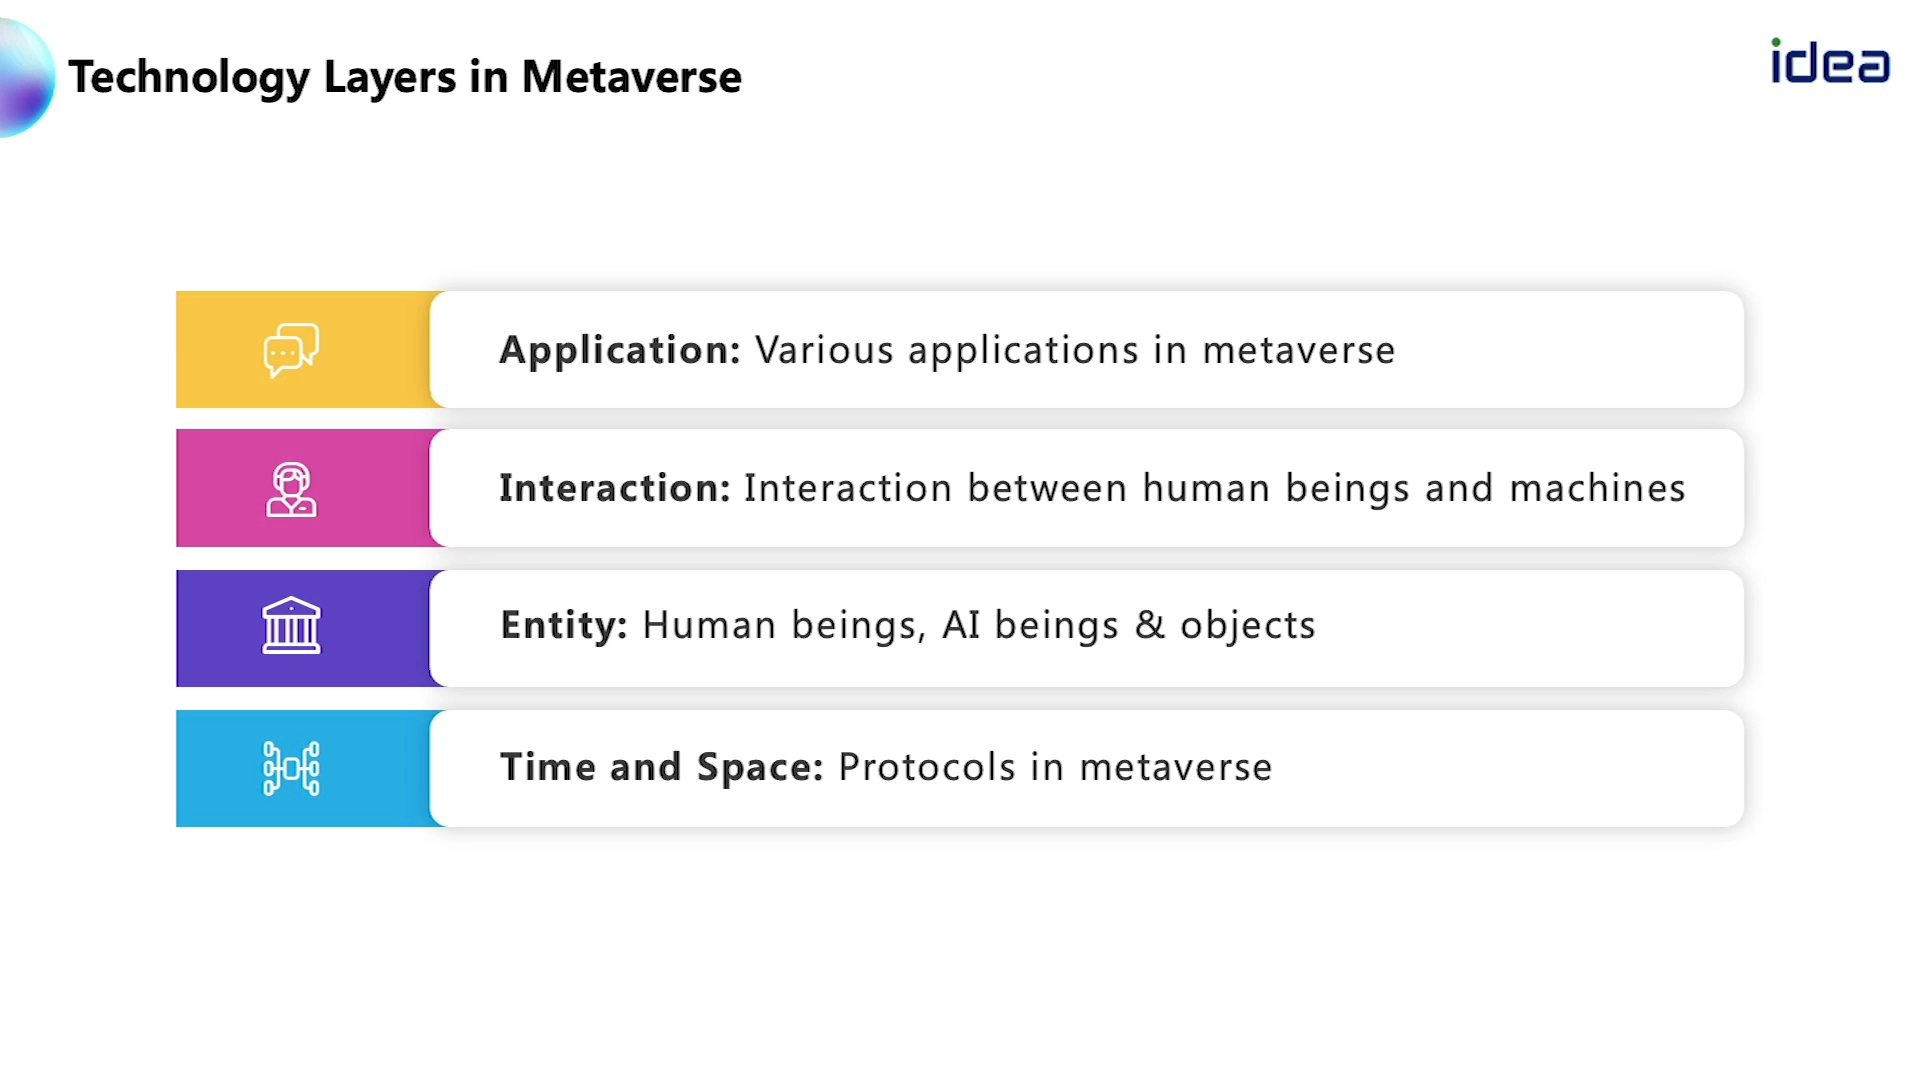 Technology Layers in Metaverse
idea
Application: Various applications in metaverse
Interaction: Interaction between human beings and machines
Entity: Human beings, AI beings & objects
Time and Space: Protocols in metaverse